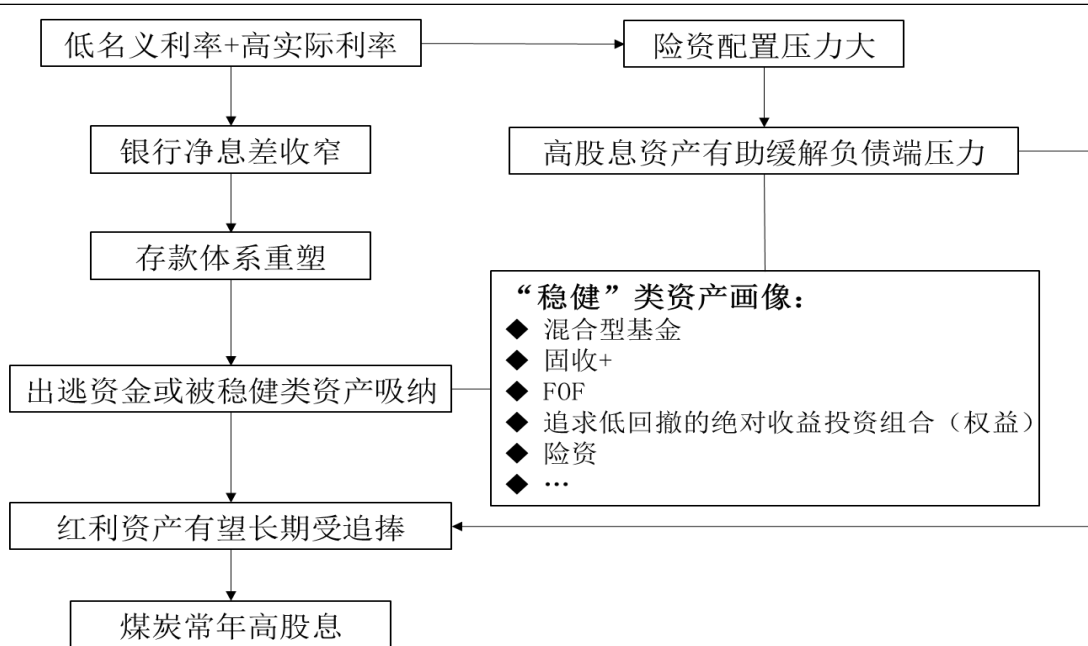 低名义利率+高实际利率
险资配置压力大
银行净息差收窄
高股息资产有助缓解负债端压力
存款体系重塑
“稳健”类资产画像：
◆ 混合型基金
◆ 固收+
◆ FOF
◆ 追求低回撤的绝对收益投资组合（权益）
◆ 险资
◆ …
出逃资金或被稳健类资产吸纳
红利资产有望长期受追捧
煤炭常年高股息